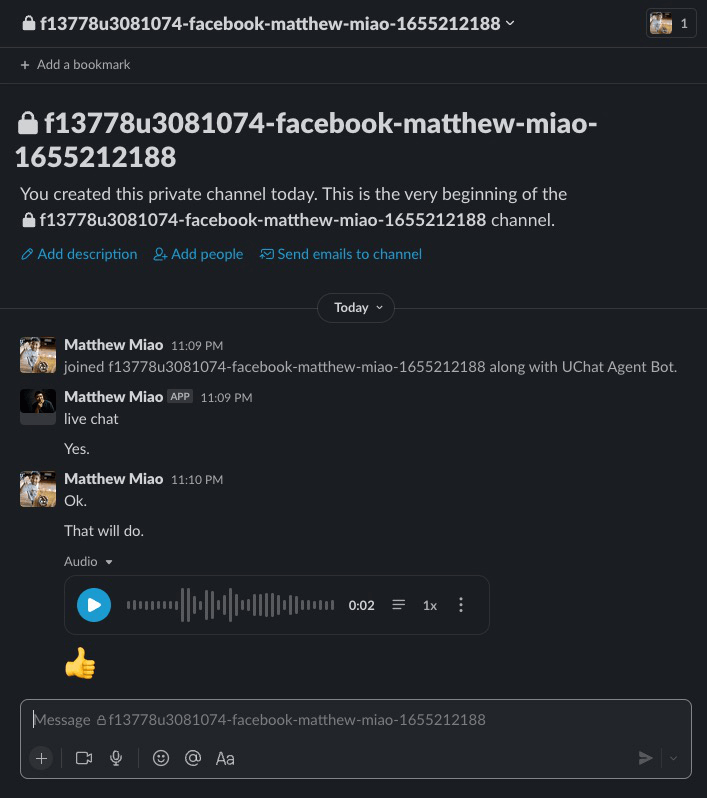 f13778u3081074-facebook-matthew-miao-1655212188
1
+ Add a bookmark
f13778u3081074-facebook-matthew-miao-
1655212188
You created this private channel today. This is the very beginning of the
f13778u3081074-facebook-matthew-miao-1655212188 channel.
Add description Add people Send emails to channel
Today
Matthew Miao 11:09 PM
joined f13778u3081074-facebook-matthew-miao-1655212188 along with UChat Agent Bot.
Matthew Miao APP 11:09 PM
live chat
Yes.
Matthew Miao 11:10 PM
Ok.
That will do.
Audio
0:02 1x
Message f13778u3081074-facebook-matthew-miao-1655212188
Aa